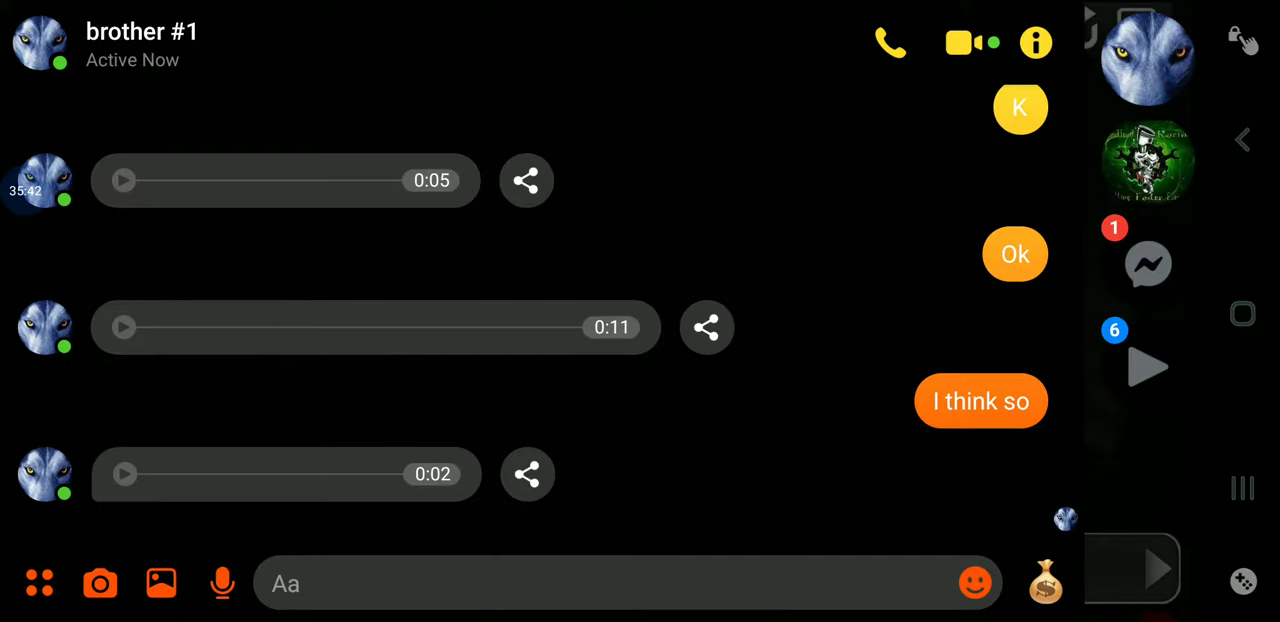 brother #1
Active Now
K
35:42
0:05
Ok
0:11
I think so
0:02
Aa
1
6